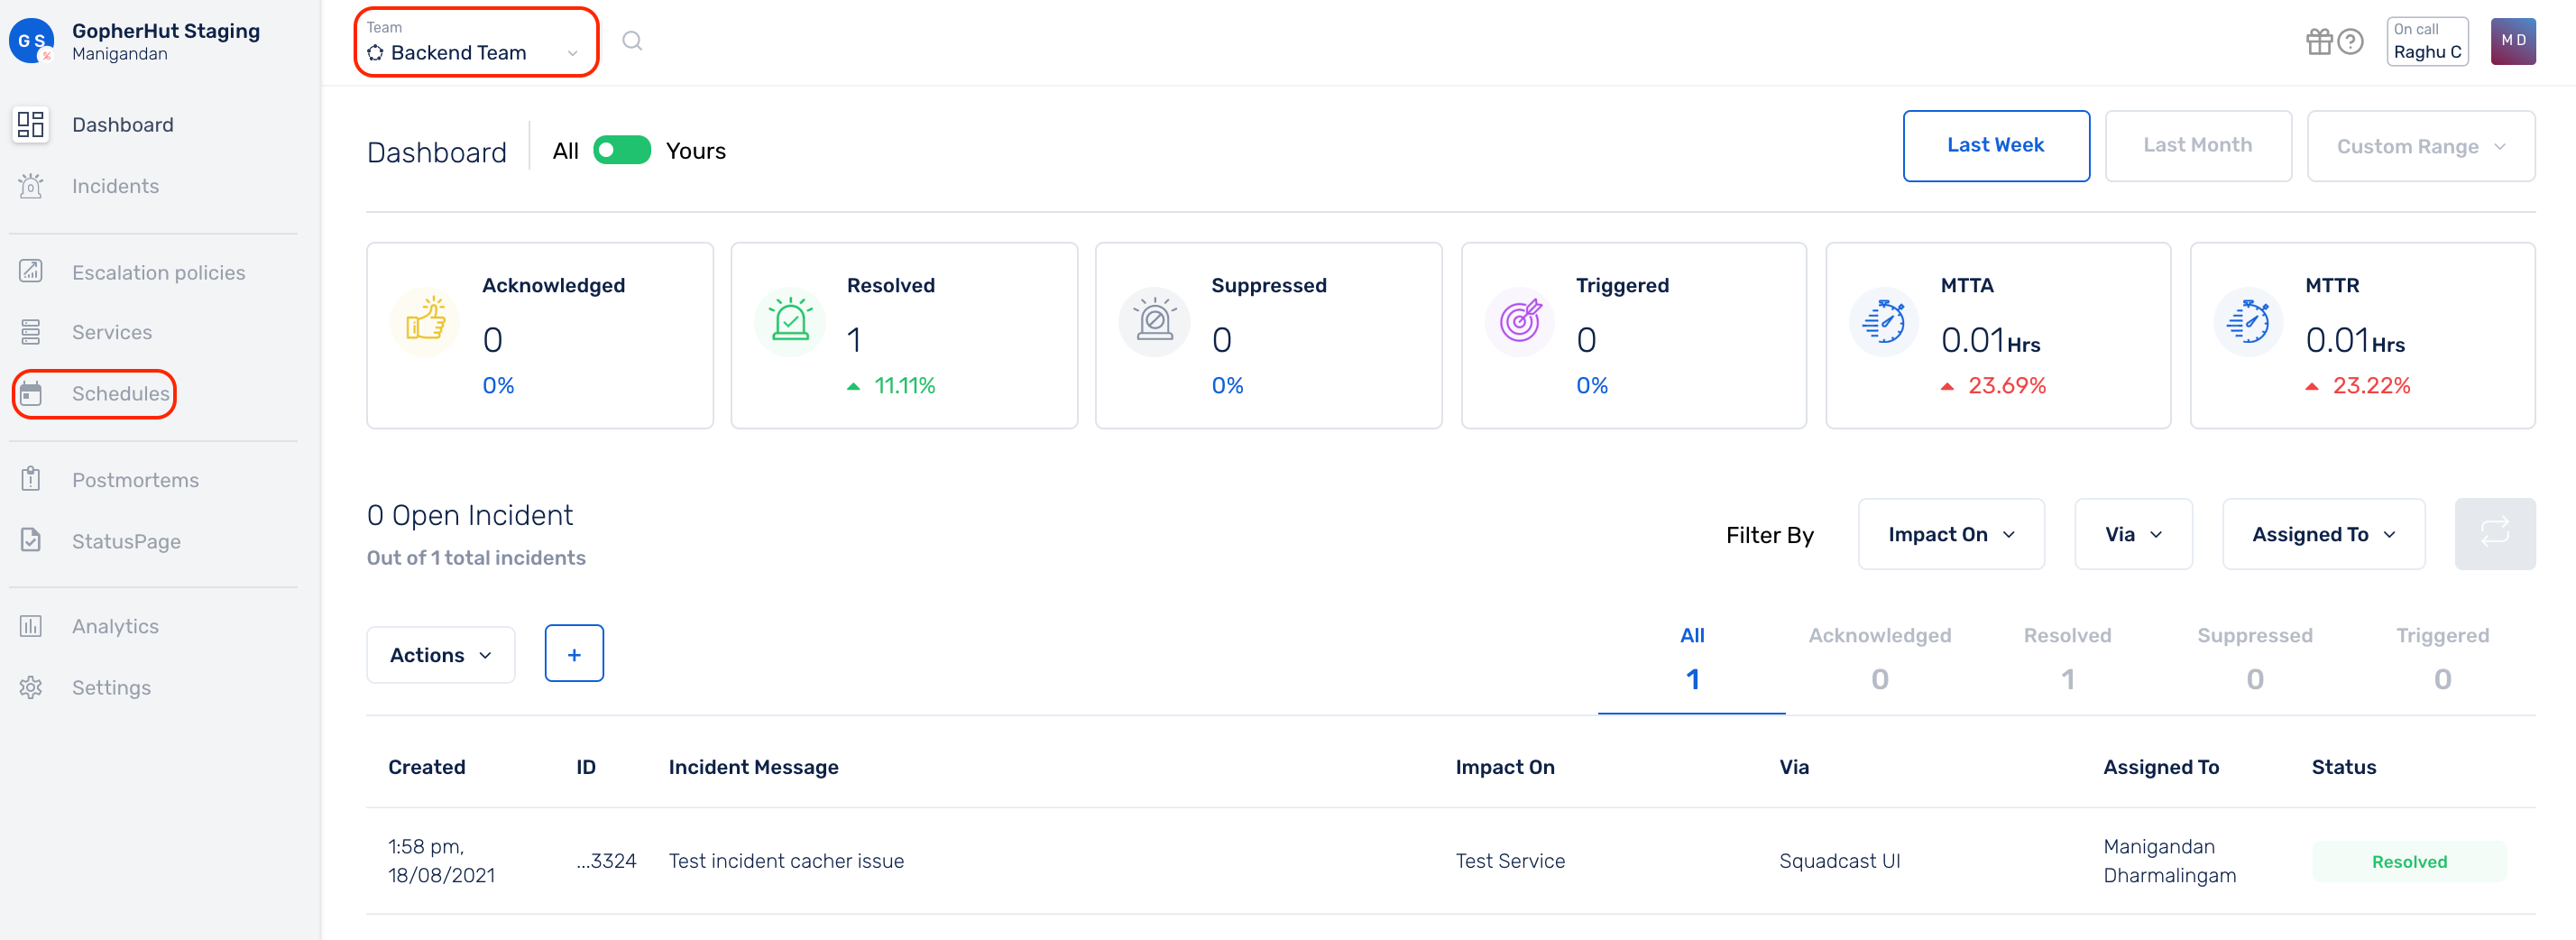 G S
GopherHut Staging
Manigandan
Dashboard
Incidents
Escalation policies
Services
Schedules
Postmortems
StatusPage
Analytics
Settings
Team
Backend Team
On call
Raghu C
M D
Dashboard
All
Yours
Last Week
Last Month
Custom Range
Acknowledged
0
0%
Resolved
1
11.11%
Suppressed
0
0%
Triggered
0
0%
MTTA
0.01 Hrs
23.69%
MTTR
0.01 Hrs
23.22%
0 Open Incident
Out of 1 total incidents
Filter By
Impact On
Via
Assigned To
Actions
+
All
1
Acknowledged
0
Resolved
1
Suppressed
0
Triggered
0
Created
ID
Incident Message
Impact On
Via
Assigned To
Status
1:58 pm,
18/08/2021
...3324
Test incident cacher issue
Test Service
Squadcast UI
Manigandan
Dharmalingam
Resolved